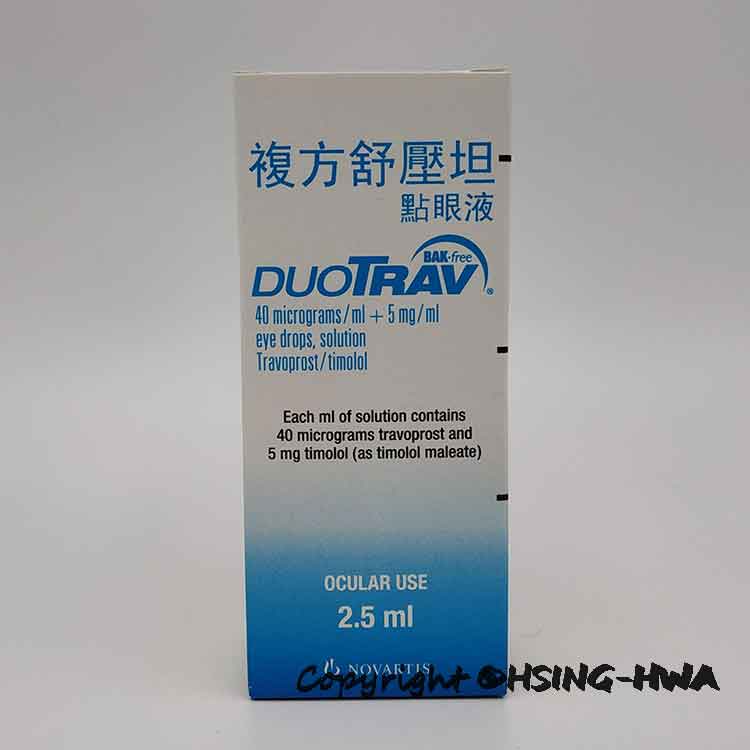 複方舒壓坦
點眼液
BAK-free
DUOTRAV®
40 micrograms/ml + 5 mg/ml
eye drops, solution
Travoprost/timolol
Each ml of solution contains
40 micrograms travoprost and
5 mg timolol (as timolol maleate)
OCULAR USE
2.5 ml
NOVARTIS
Copyright ©HSING-HWA